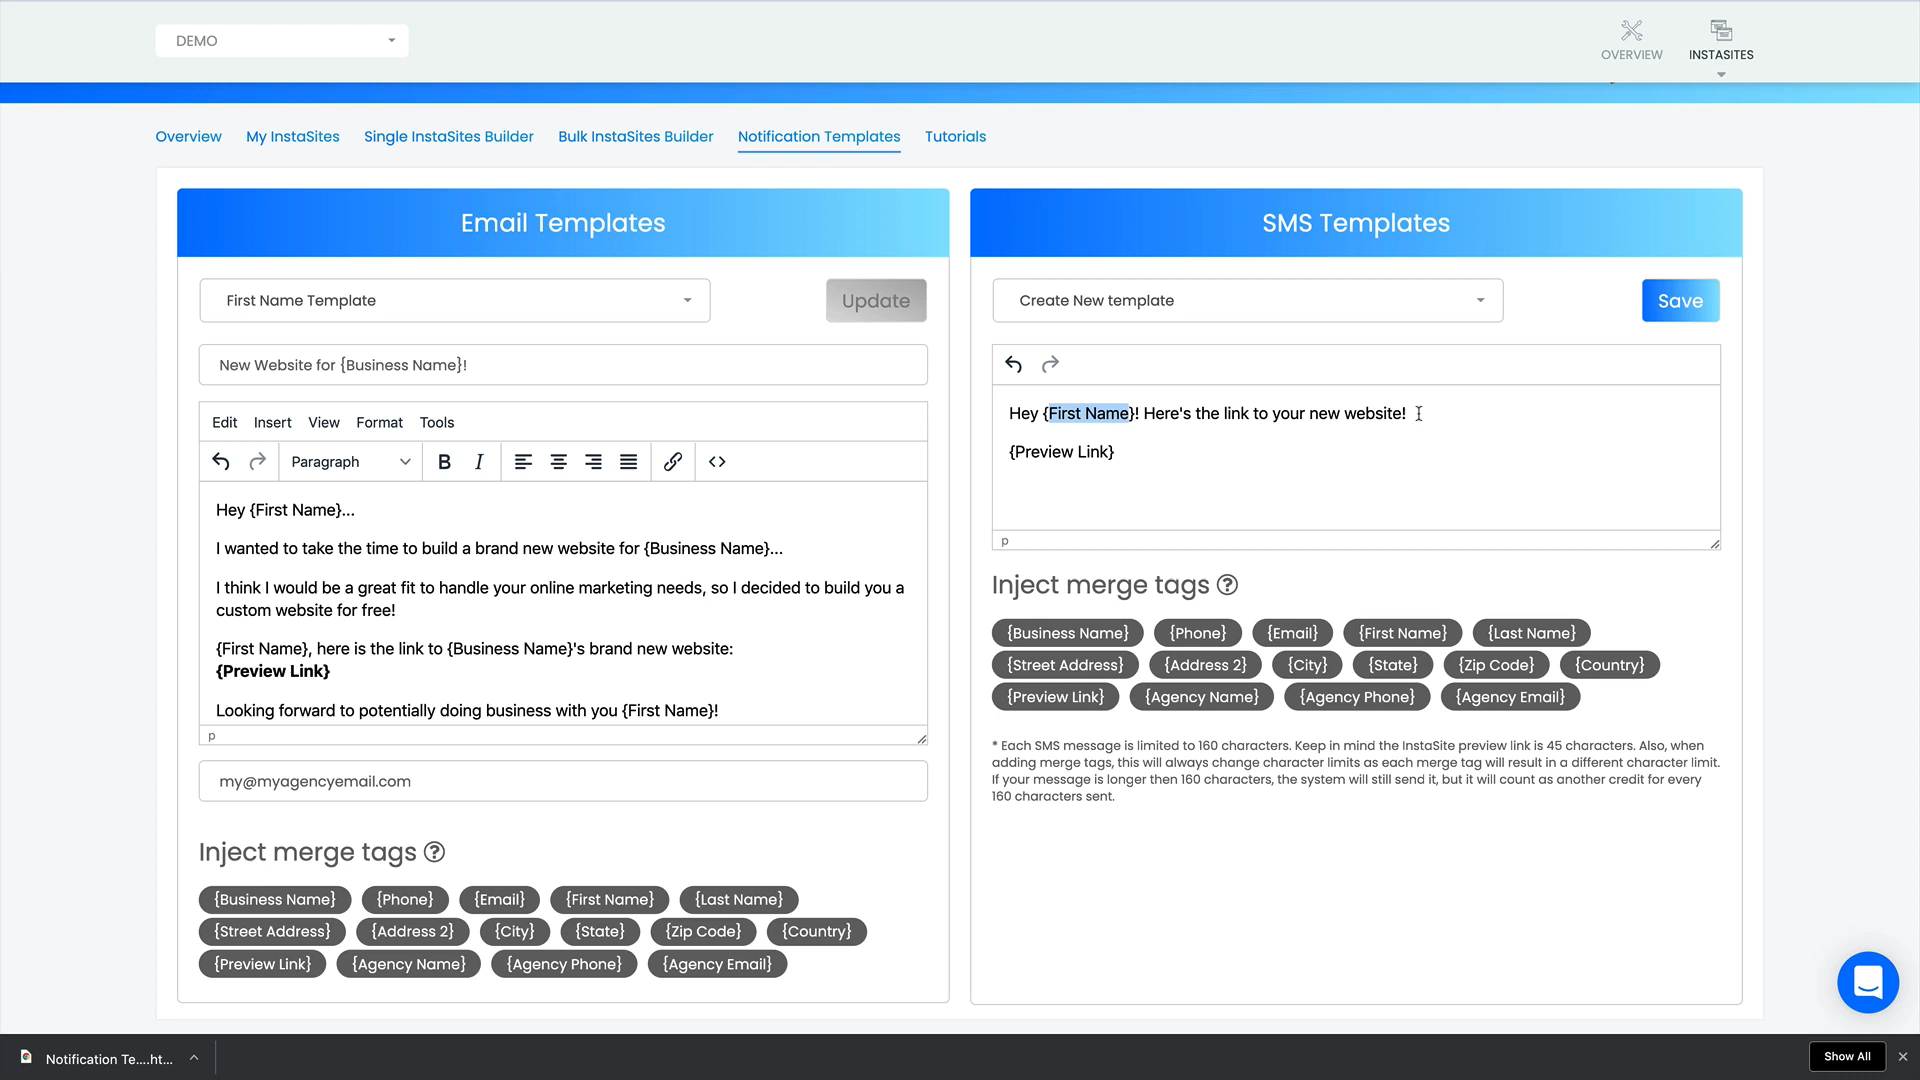 DEMO
OVERVIEW
INSTASITES
Overview
My InstaSites
Single InstaSites Builder
Bulk InstaSites Builder
Notification Templates
Tutorials
Email Templates
First Name Template
Update
New Website for {Business Name}!
Edit Insert View Format Tools
Paragraph B I
Hey {First Name}...
I wanted to take the time to build a brand new website for {Business Name}...
I think I would be a great fit to handle your online marketing needs, so I decided to build you a
custom website for free!
{First Name}, here is the link to {Business Name}'s brand new website:
{Preview Link}
Looking forward to potentially doing business with you {First Name}!
p
my@myagencyemail.com
Inject merge tags ?
{Business Name} {Phone} {Email} {First Name} {Last Name}
{Street Address} {Address 2} {City} {State} {Zip Code} {Country}
{Preview Link} {Agency Name} {Agency Phone} {Agency Email}
SMS Templates
Create New template
Save
Hey {First Name}! Here's the link to your new website!
{Preview Link}
p
Inject merge tags ?
{Business Name} {Phone} {Email} {First Name} {Last Name}
{Street Address} {Address 2} {City} {State} {Zip Code} {Country}
{Preview Link} {Agency Name} {Agency Phone} {Agency Email}
* Each SMS message is limited to 160 characters. Keep in mind the InstaSite preview link is 45 characters. Also, when
adding merge tags, this will always change character limits as each merge tag will result in a different character limit.
If your message is longer then 160 characters, the system will still send it, but it will count as another credit for every
160 characters sent.
Notification Te....ht...
Show All